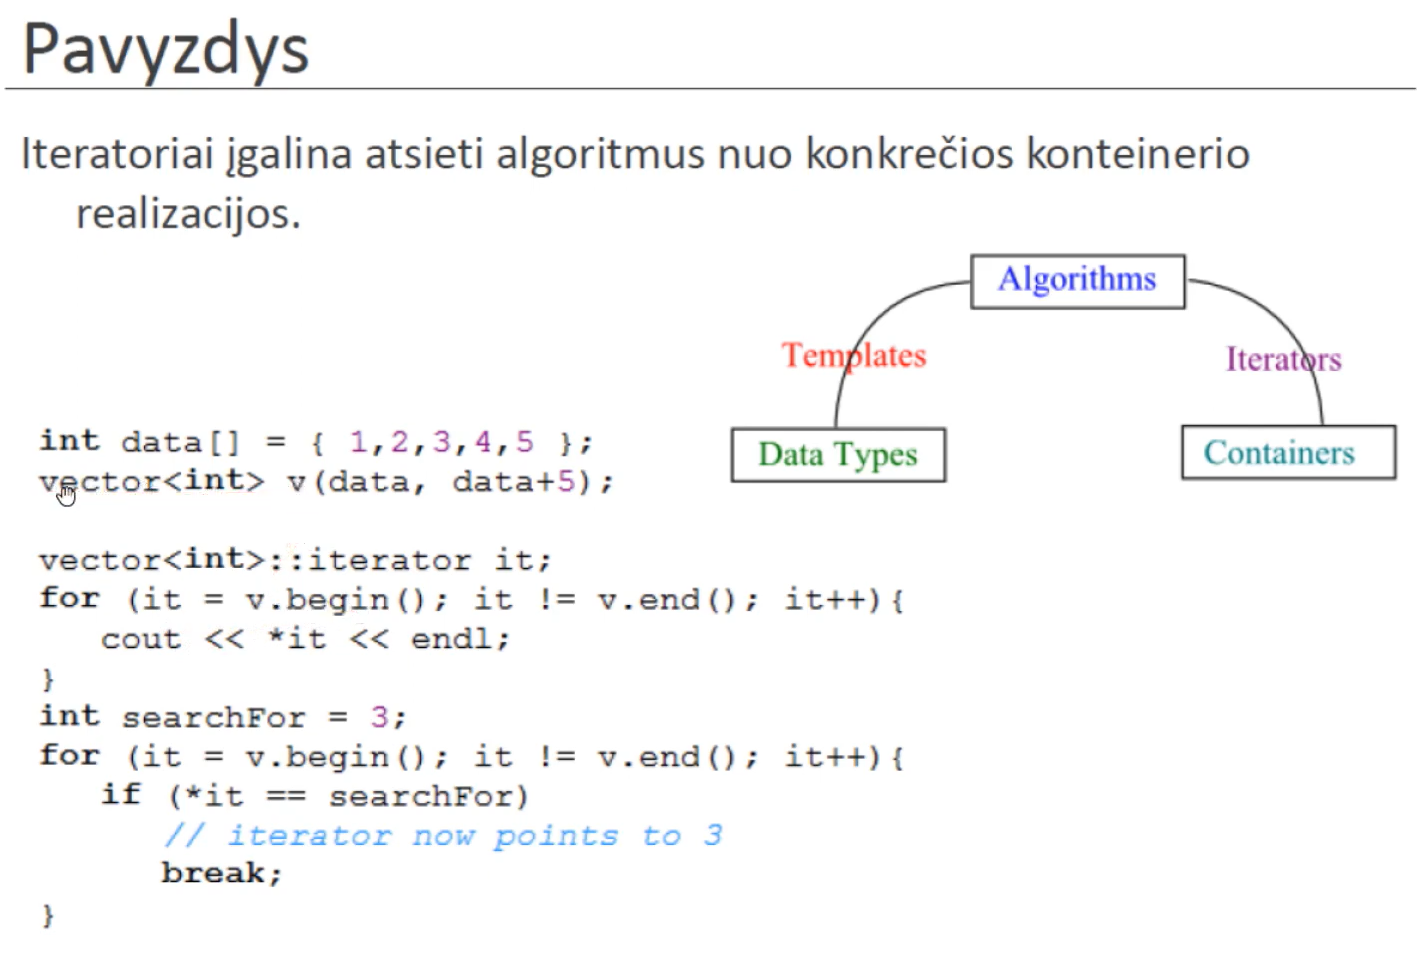 Pavyzdys
Iteratoriai įgalina atsieti algoritmus nuo konkrečios konteinerio
realizacijos.
Algorithms
Templates
Iterators
Data Types
Containers
int data[] = { 1,2,3,4,5 };
vector<int> v(data, data+5);
vector<int>::iterator it;
for (it = v.begin(); it != v.end(); it++){
cout << *it << endl;
}
int searchFor = 3;
for (it = v.begin(); it != v.end(); it++){
if (*it == searchFor)
// iterator now points to 3
break;
}